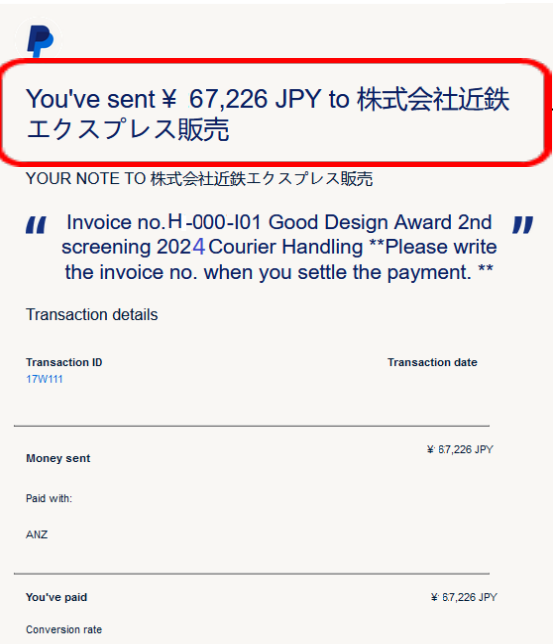 You've sent ¥ 67,226 JPY to 株式会社近鉄
エクスプレス販売
YOUR NOTE TO 株式会社近鉄エクスプレス販売
“ Invoice no.H-000-I01 Good Design Award 2nd ”
screening 2024 Courier Handling **Please write
the invoice no. when you settle the payment. **
Transaction details
Transaction ID Transaction date
17W111
Money sent ¥ 67,226 JPY
Paid with:
ANZ
You've paid ¥ 67,226 JPY
Conversion rate